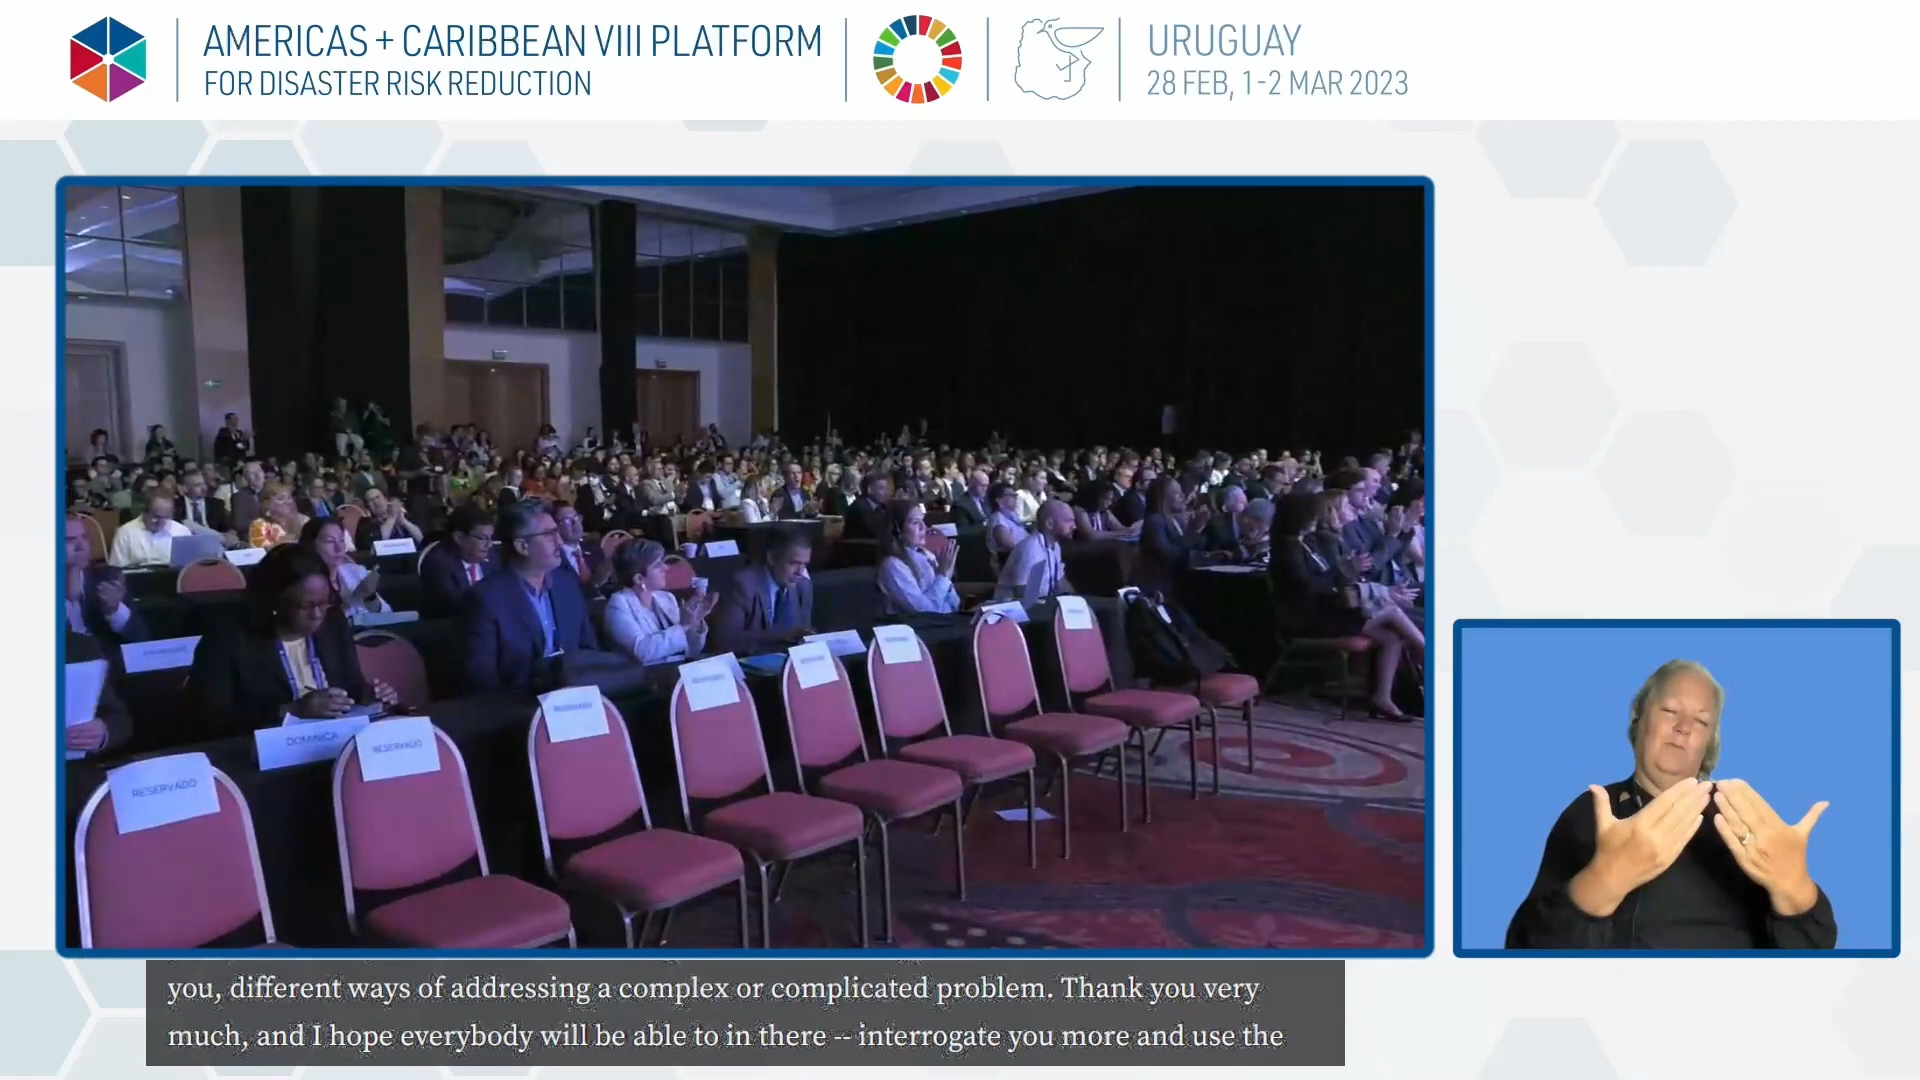 AMERICAS + CARIBBEAN VIII PLATFORM
FOR DISASTER RISK REDUCTION
URUGUAY
28 FEB, 1-2 MAR 2023
DOMINICA
RESERVADO
RESERVADO
RESERVADO
you, different ways of addressing a complex or complicated problem. Thank you very
much, and I hope everybody will be able to in there -- interrogate you more and use the